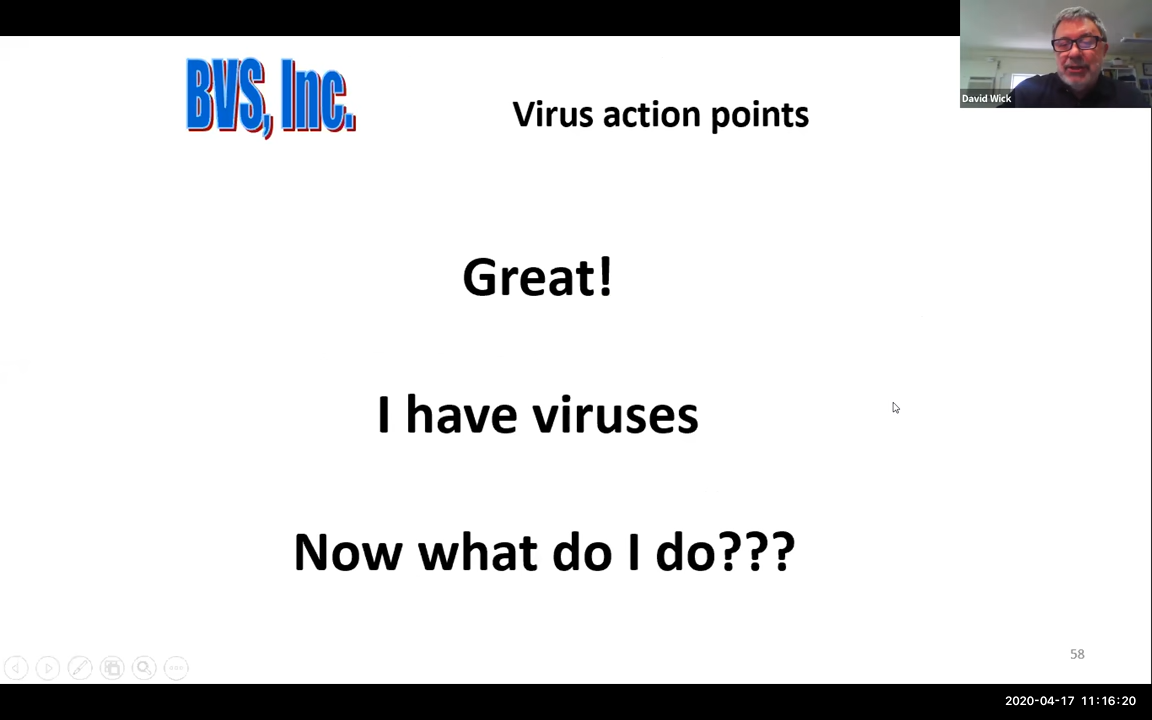 BVS, Inc.
Virus action points
David Wick
Great!
I have viruses
Now what do I do???
58
2020-04-17 11:16:20